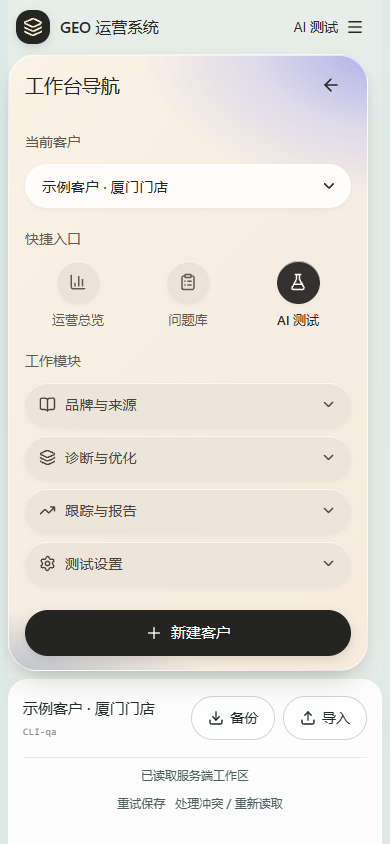 GEO 运营系统
AI 测试
工作台导航
当前客户
示例客户 · 厦门门店
快捷入口
运营总览
问题库
AI 测试
工作模块
品牌与来源
诊断与优化
跟踪与报告
测试设置
新建客户
示例客户 · 厦门门店
CLI-qa
备份
导入
已读取服务端工作区
重试保存 处理冲突 / 重新读取